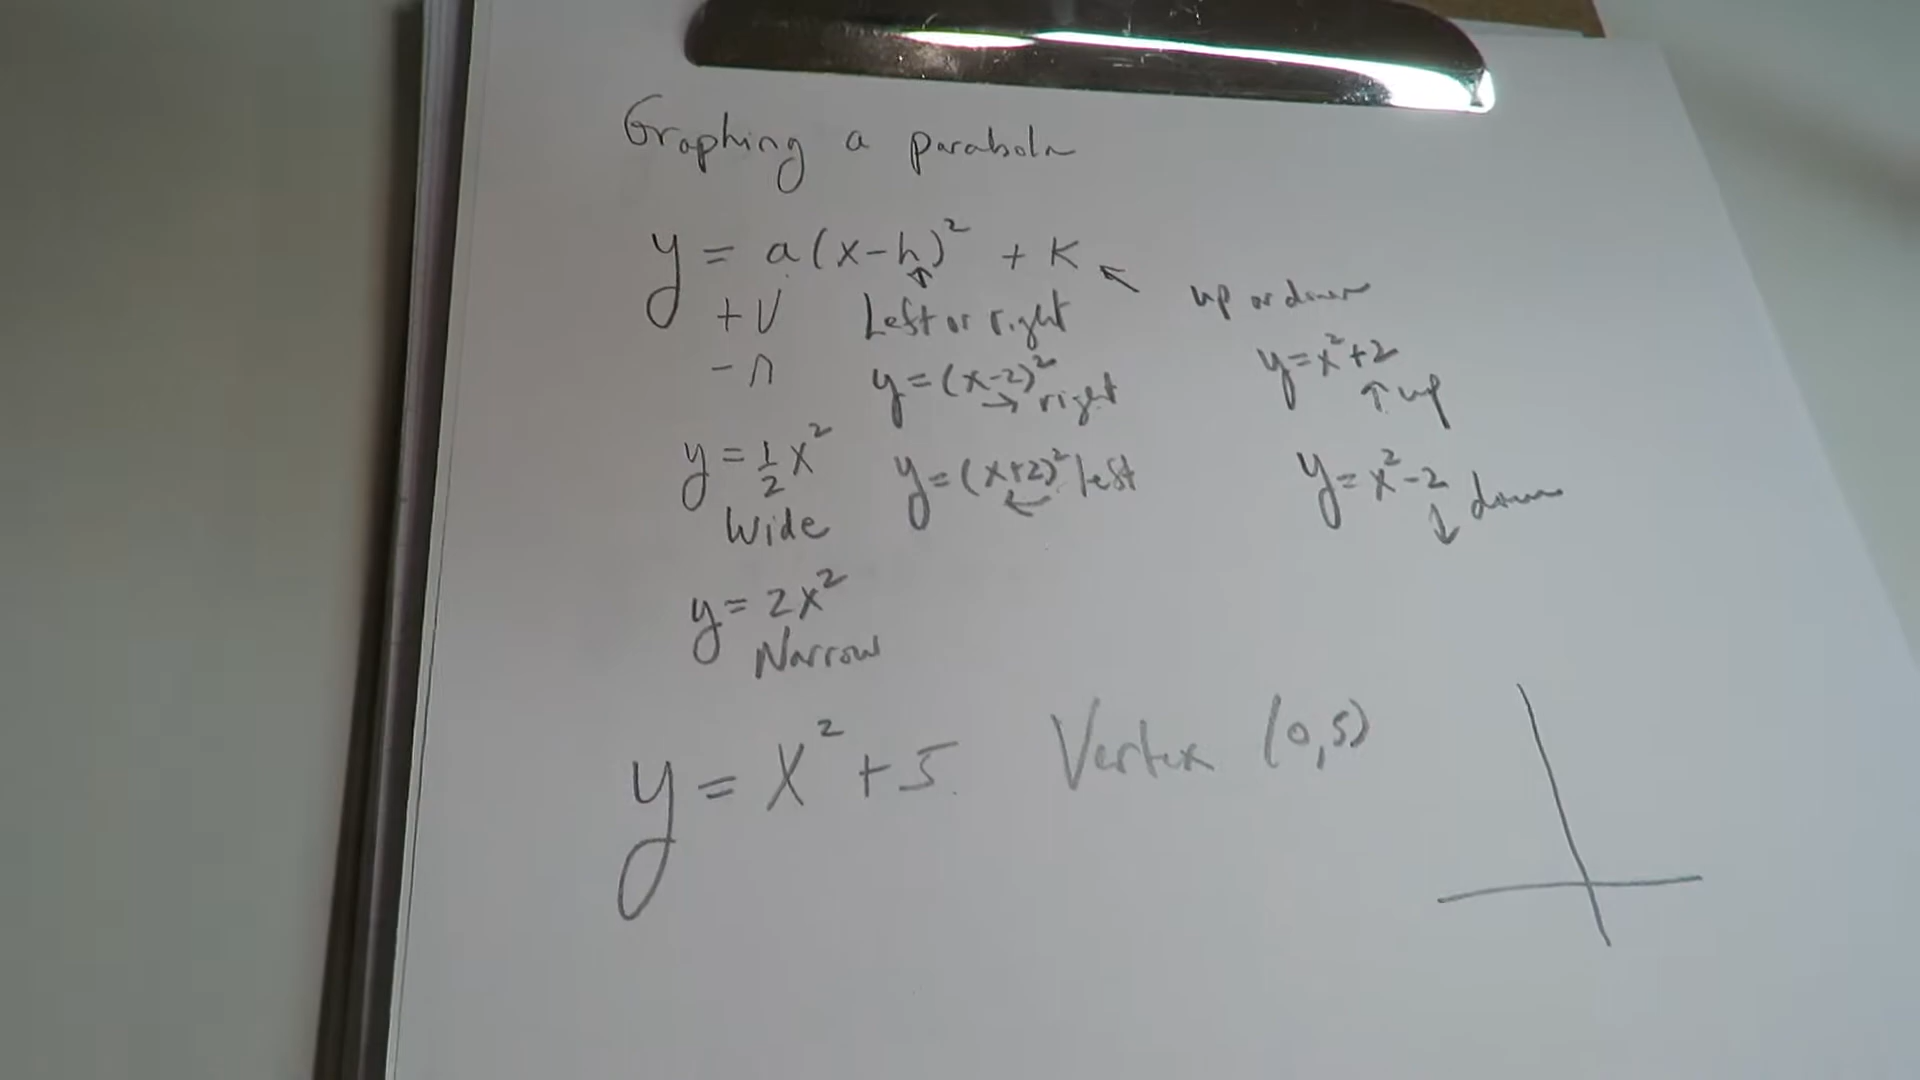 Graphing a parabola
y = a(x-h)² + K
up or down
+ U Left or right
- ∩
y=(x-2)²
→ right
y=x²+2
↑ up
y = ½x²
Wide
y=(x+2)² left
←
y=x²-2
↓ down
y = 2x²
Narrow
y = x² + 5 Vertex (0,5)